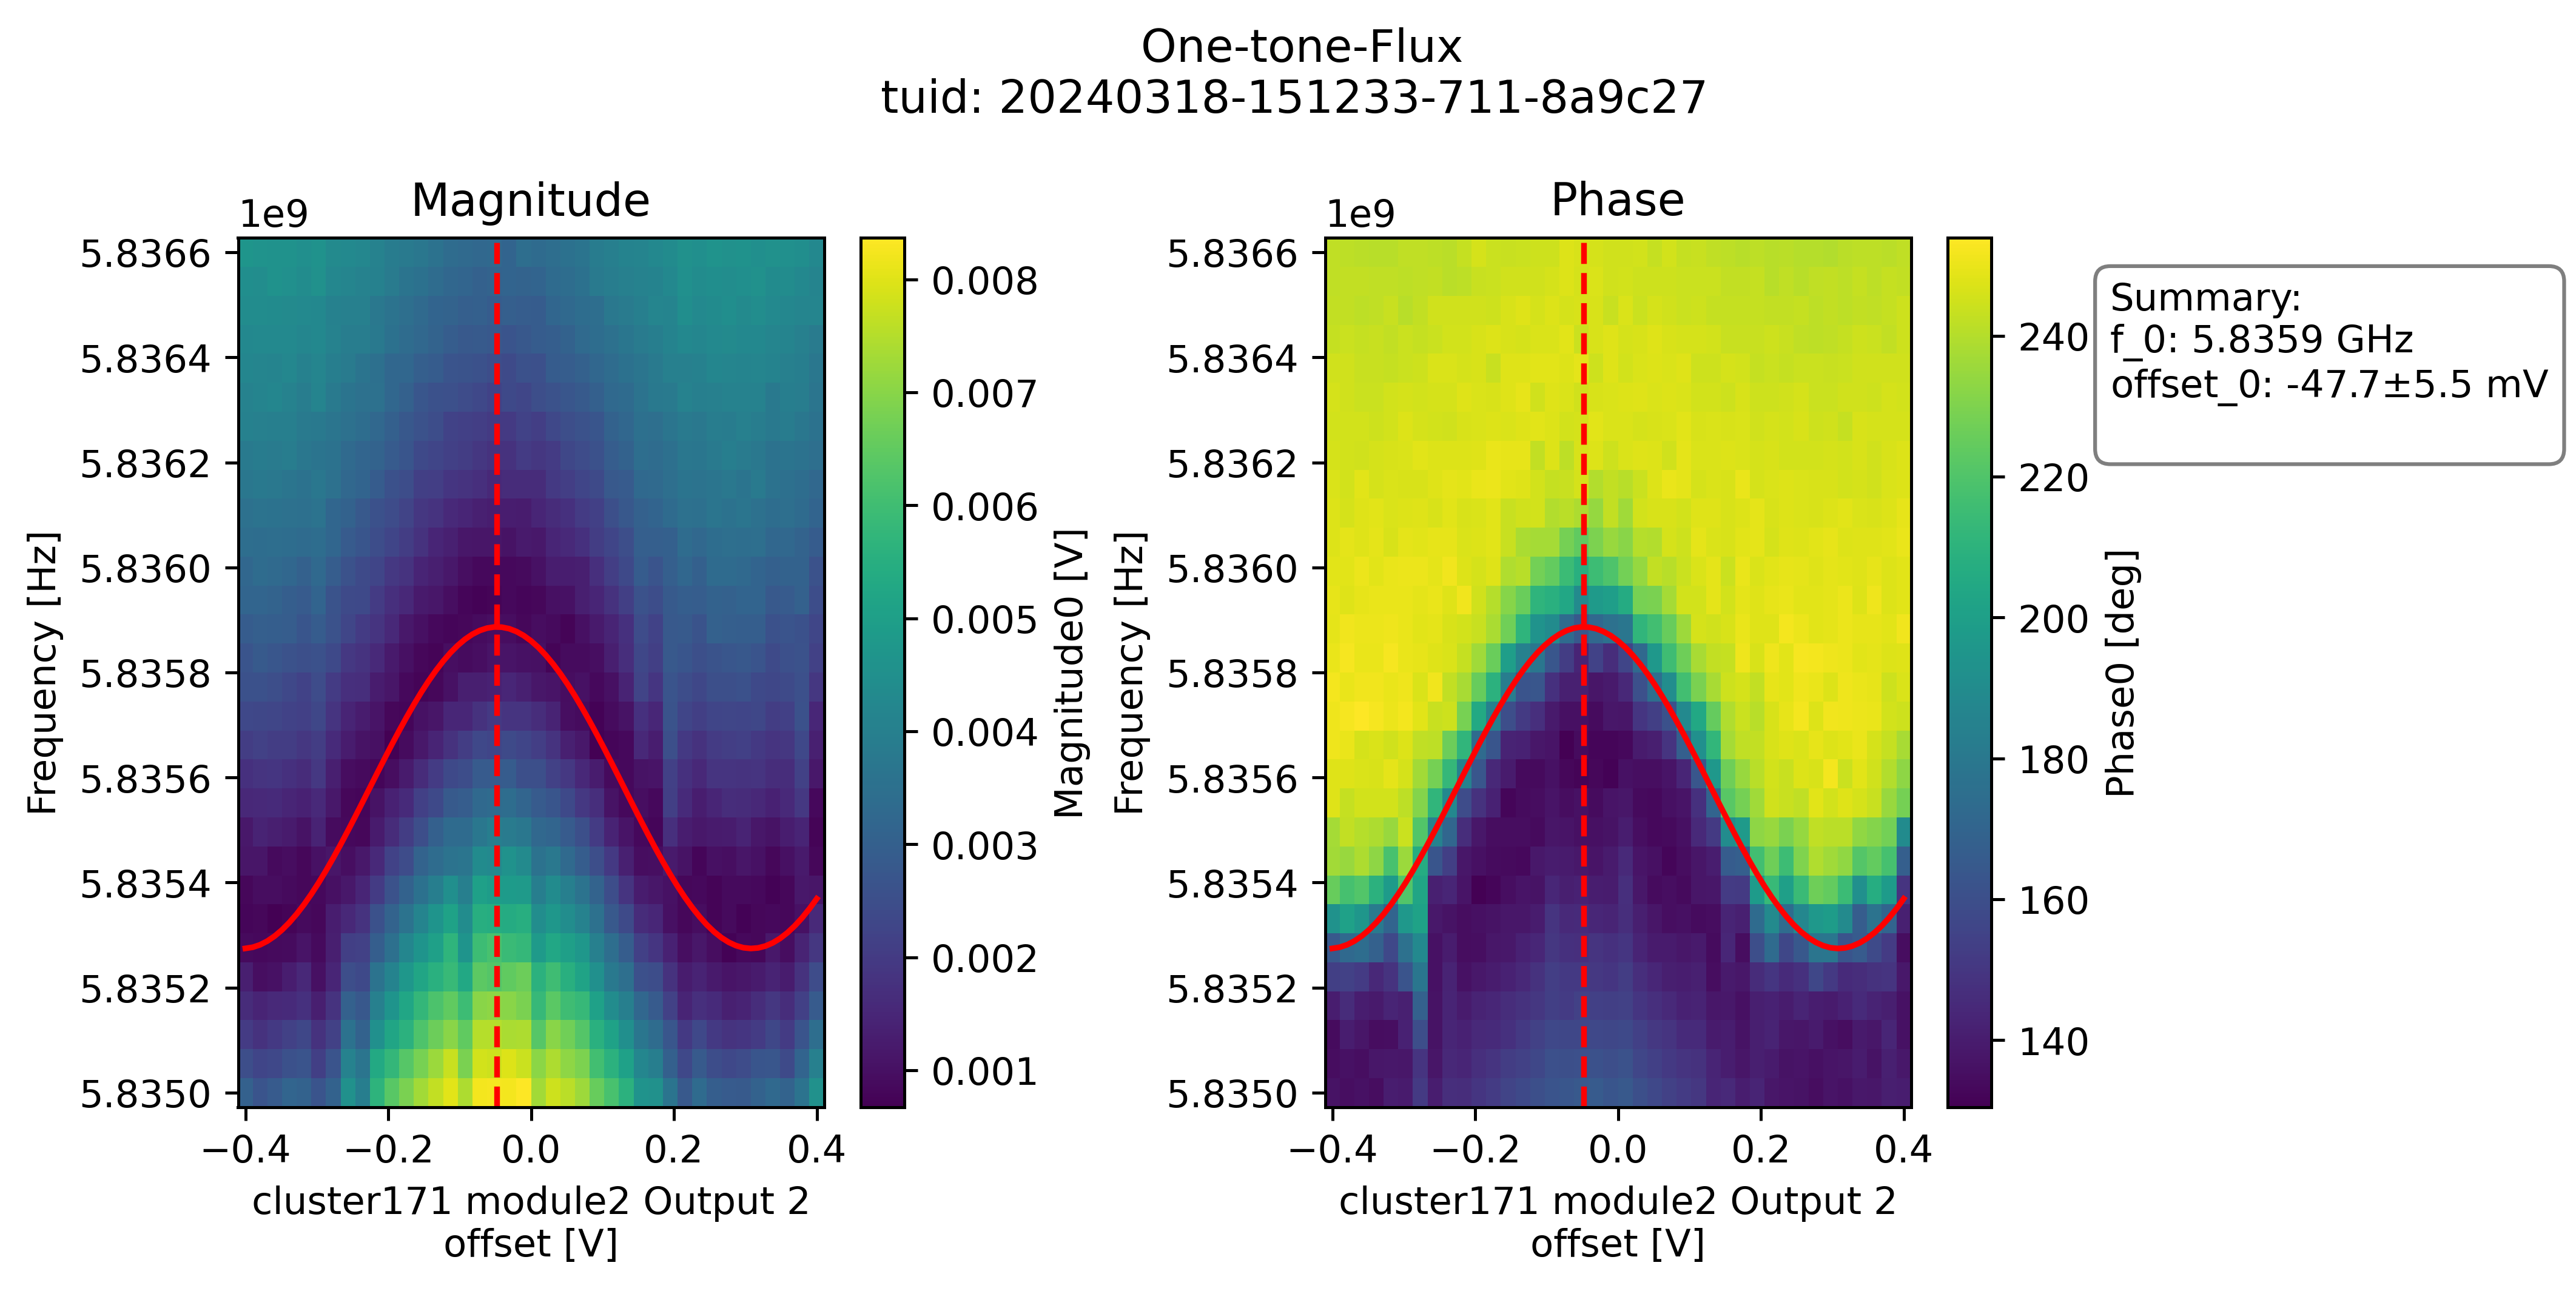 One-tone-Flux
tuid: 20240318-151233-711-8a9c27
Magnitude
1e9
5.8366
5.8364
5.8362
5.8360
5.8358
5.8356
5.8354
5.8352
5.8350
Frequency [Hz]
−0.4
−0.2
0.0
0.2
0.4
cluster171 module2 Output 2
offset [V]
0.008
0.007
0.006
0.005
0.004
0.003
0.002
0.001
Magnitude0 [V]
Phase
1e9
5.8366
5.8364
5.8362
5.8360
5.8358
5.8356
5.8354
5.8352
5.8350
Frequency [Hz]
−0.4
−0.2
0.0
0.2
0.4
cluster171 module2 Output 2
offset [V]
240
220
200
180
160
140
Phase0 [deg]
Summary:
f_0: 5.8359 GHz
offset_0: -47.7±5.5 mV